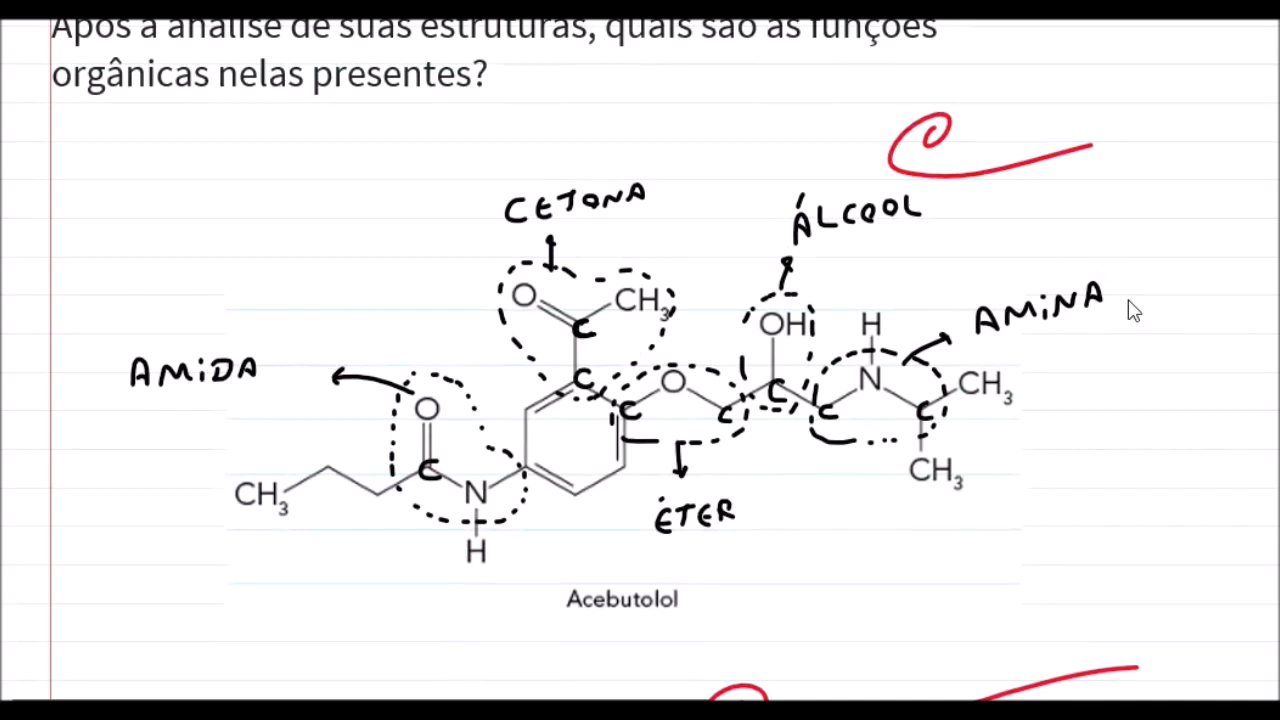 Após a análise de suas estruturas, quais são as funções
orgânicas nelas presentes?
CETONA
ÁLCOOL
AMINA
AMIDA
O
CH3
OH
H
C
O
N
CH3
C
C
C
C
C
C
O
CH3
C
CH3
N
ÉTER
H
Acebutolol